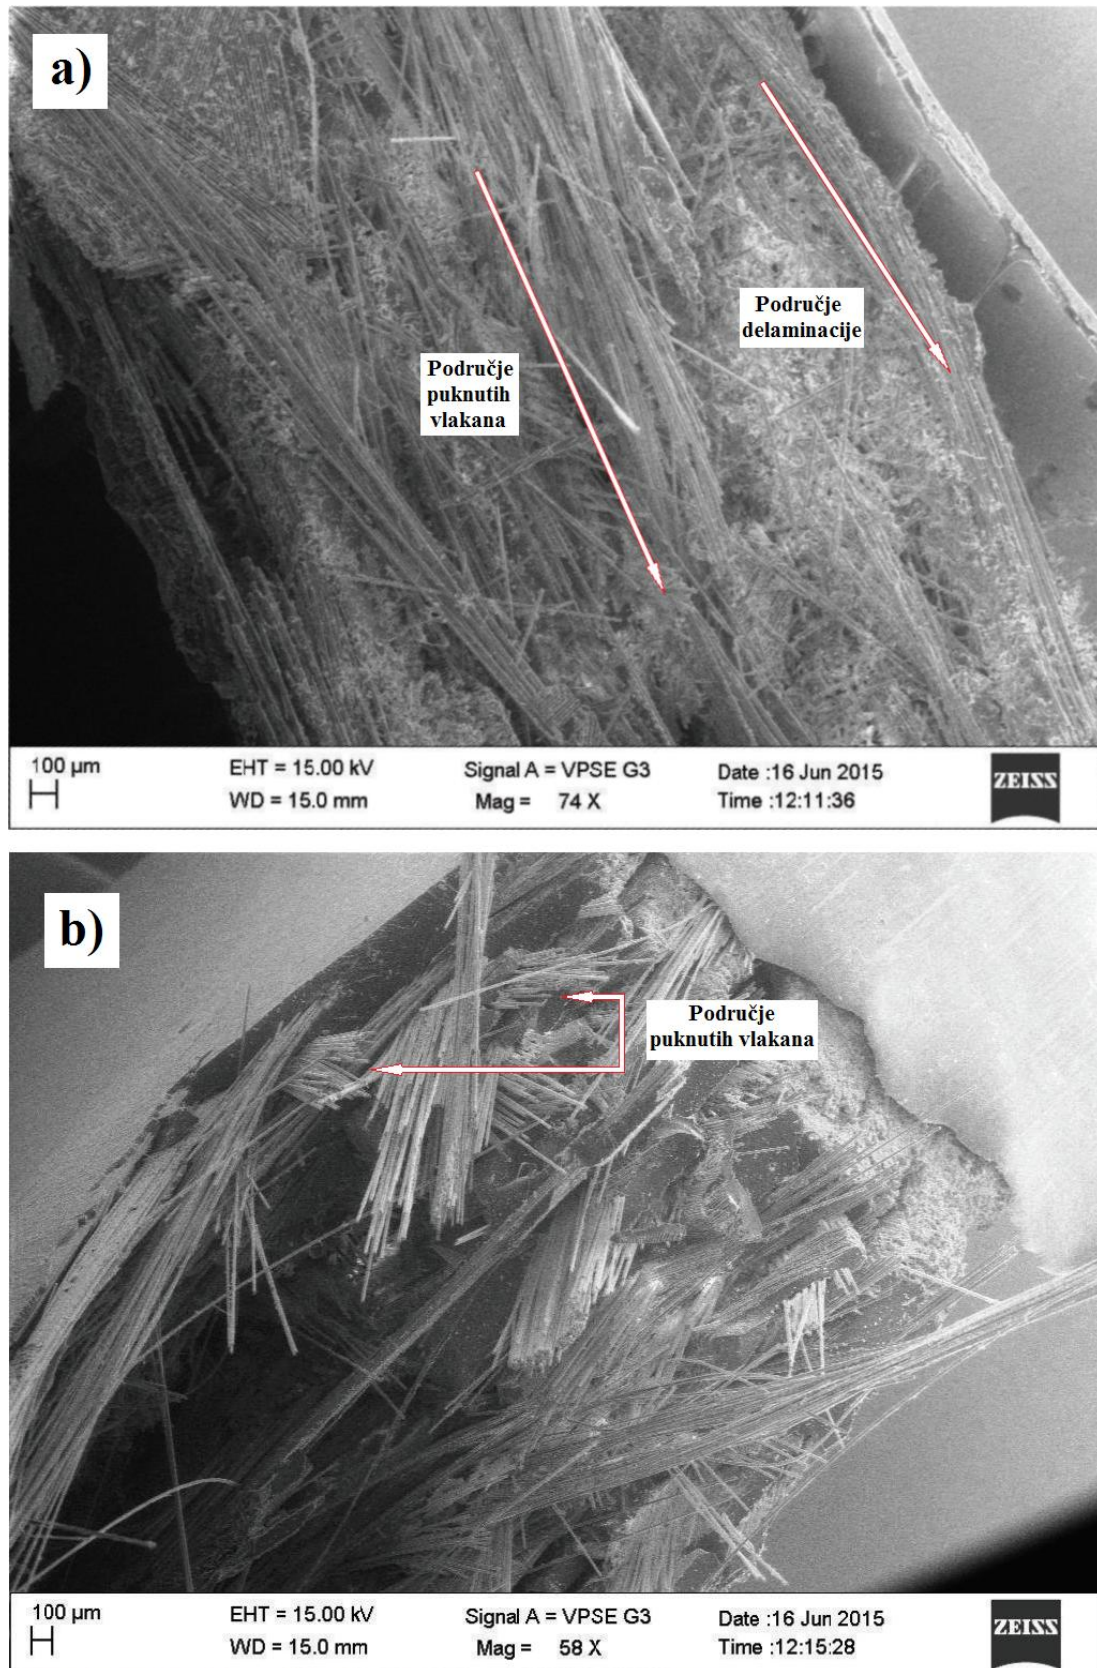 a)
Područje
delaminacije
Područje
puknutih
vlakana
100 µm
EHT = 15.00 kV
Signal A = VPSE G3
Date :16 Jun 2015
WD = 15.0 mm
Mag = 74 X
Time :12:11:36
ZEISS
b)
Područje
puknutih vlakana
100 µm
EHT = 15.00 kV
Signal A = VPSE G3
Date :16 Jun 2015
WD = 15.0 mm
Mag = 58 X
Time :12:15:28
ZEISS